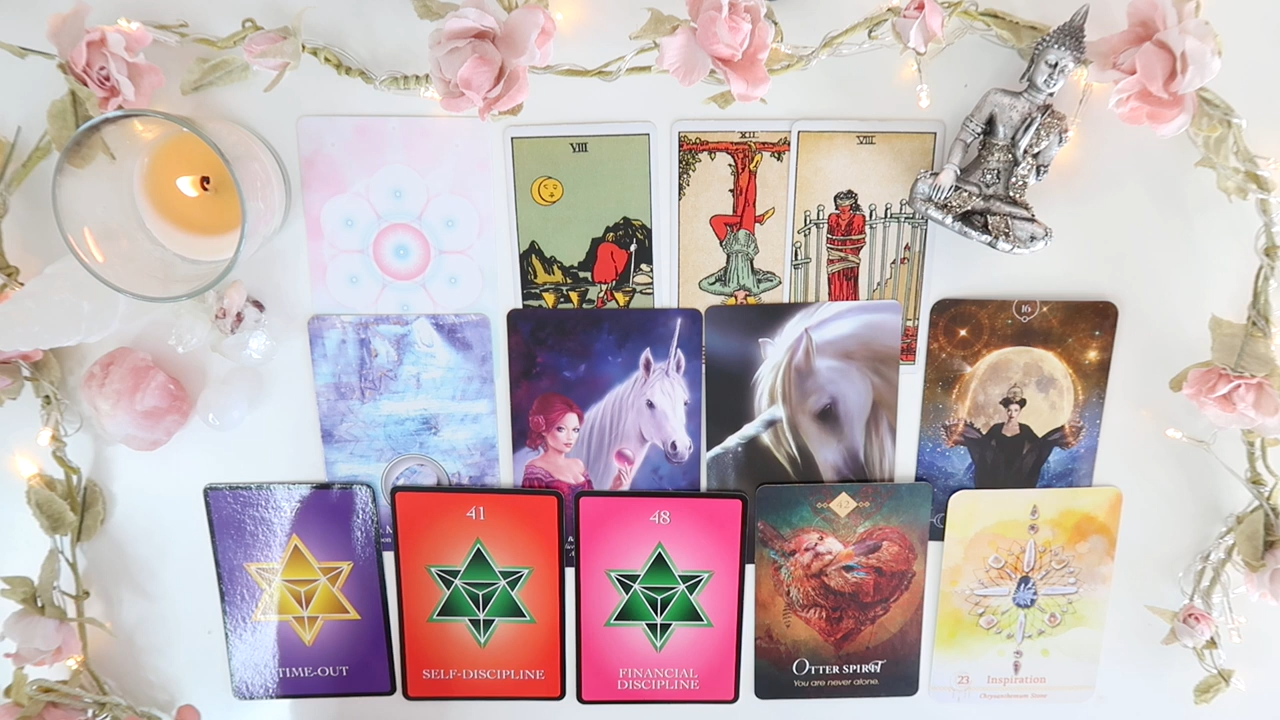 VIII
XII
VIII
16
TIME-OUT
41
SELF-DISCIPLINE
48
FINANCIAL
DISCIPLINE
42
OTTER SPIRIT
You are never alone.
23 Inspiration
Chrysanthemum Stone